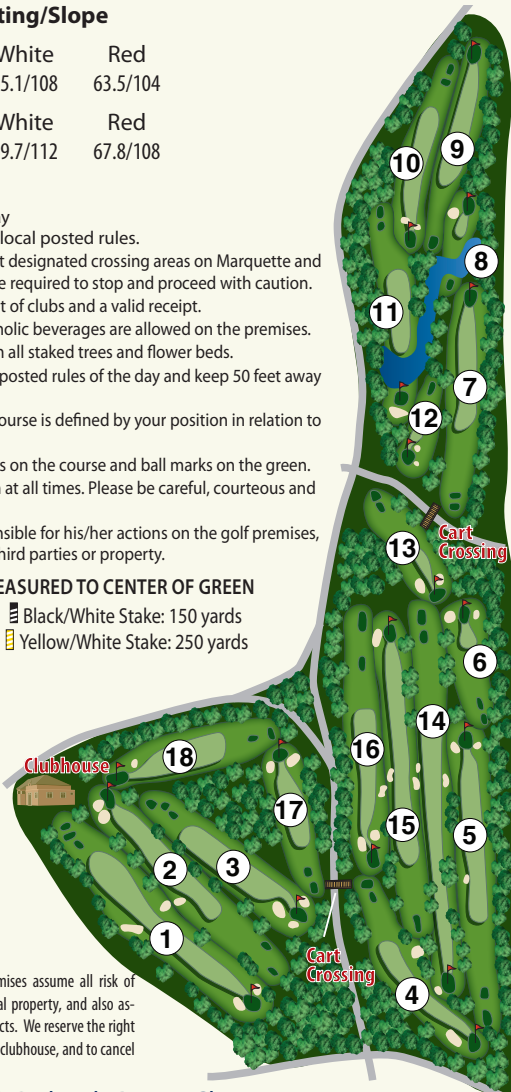 ting/Slope
White Red
5.1/108 63.5/104
White Red
9.7/112 67.8/108
ay
local posted rules.
t designated crossing areas on Marquette and
e required to stop and proceed with caution.
t of clubs and a valid receipt.
holic beverages are allowed on the premises.
n all staked trees and flower beds.
posted rules of the day and keep 50 feet away
ourse is defined by your position in relation to
s on the course and ball marks on the green.
n at all times. Please be careful, courteous and
nsible for his/her actions on the golf premises,
hird parties or property.
EASURED TO CENTER OF GREEN
Black/White Stake: 150 yards
Yellow/White Stake: 250 yards
10
9
8
11
7
12
13
Cart
Crossing
6
14
16
15
5
Clubhouse
18
17
3
2
1
Cart
Crossing
4
mises assume all risk of
al property, and also as-
cts. We reserve the right
clubhouse, and to cancel